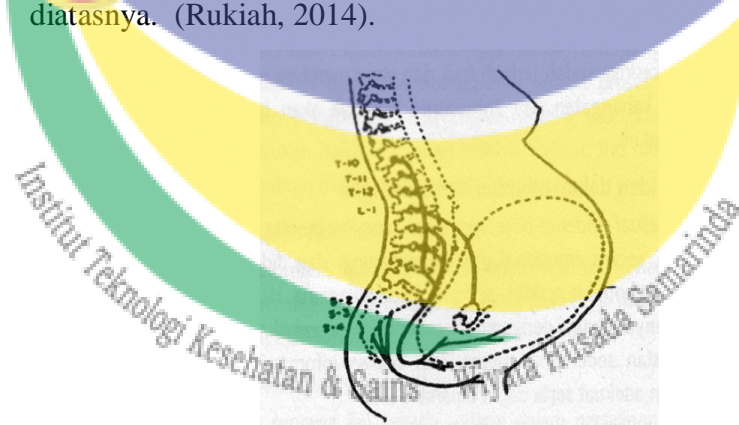 diatasnya. (Rukiah, 2014).
T-10
T-11
T-12
L-1
S-2
S-3
S-4
Institut Teknologi Kesehatan & Sains Wiyata Husada Samarinda